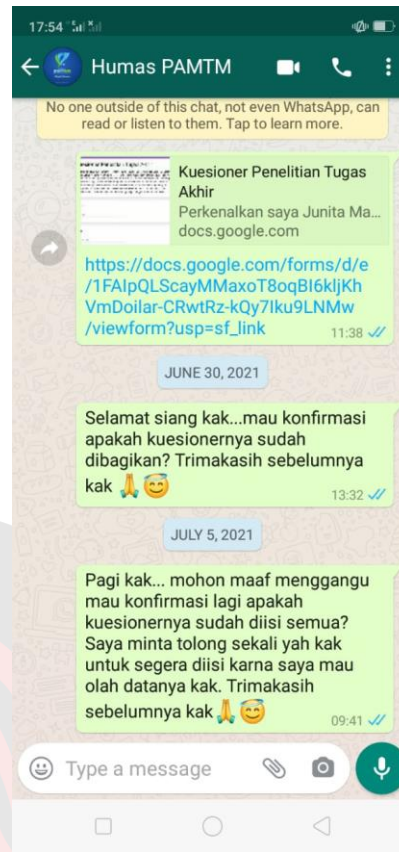 17:54
Humas PAMTM
No one outside of this chat, not even WhatsApp, can
read or listen to them. Tap to learn more.
Kuesioner Penelitian Tugas
Akhir
Perkenalkan saya Junita Ma...
docs.google.com
https://docs.google.com/forms/d/e
/1FAIpQLScayMMaxoT8oqBI6kljKh
VmDoilar-CRwtRz-kQy7Iku9LNMw
/viewform?usp=sf_link
11:38
JUNE 30, 2021
Selamat siang kak...mau konfirmasi
apakah kuesionernya sudah
dibagikan? Trimakasih sebelumnya
kak 🙏😇
13:32
JULY 5, 2021
Pagi kak... mohon maaf menggangu
mau konfirmasi lagi apakah
kuesionernya sudah diisi semua?
Saya minta tolong sekali yah kak
untuk segera diisi karna saya mau
olah datanya kak. Trimakasih
sebelumnya kak 🙏😇
09:41
Type a message